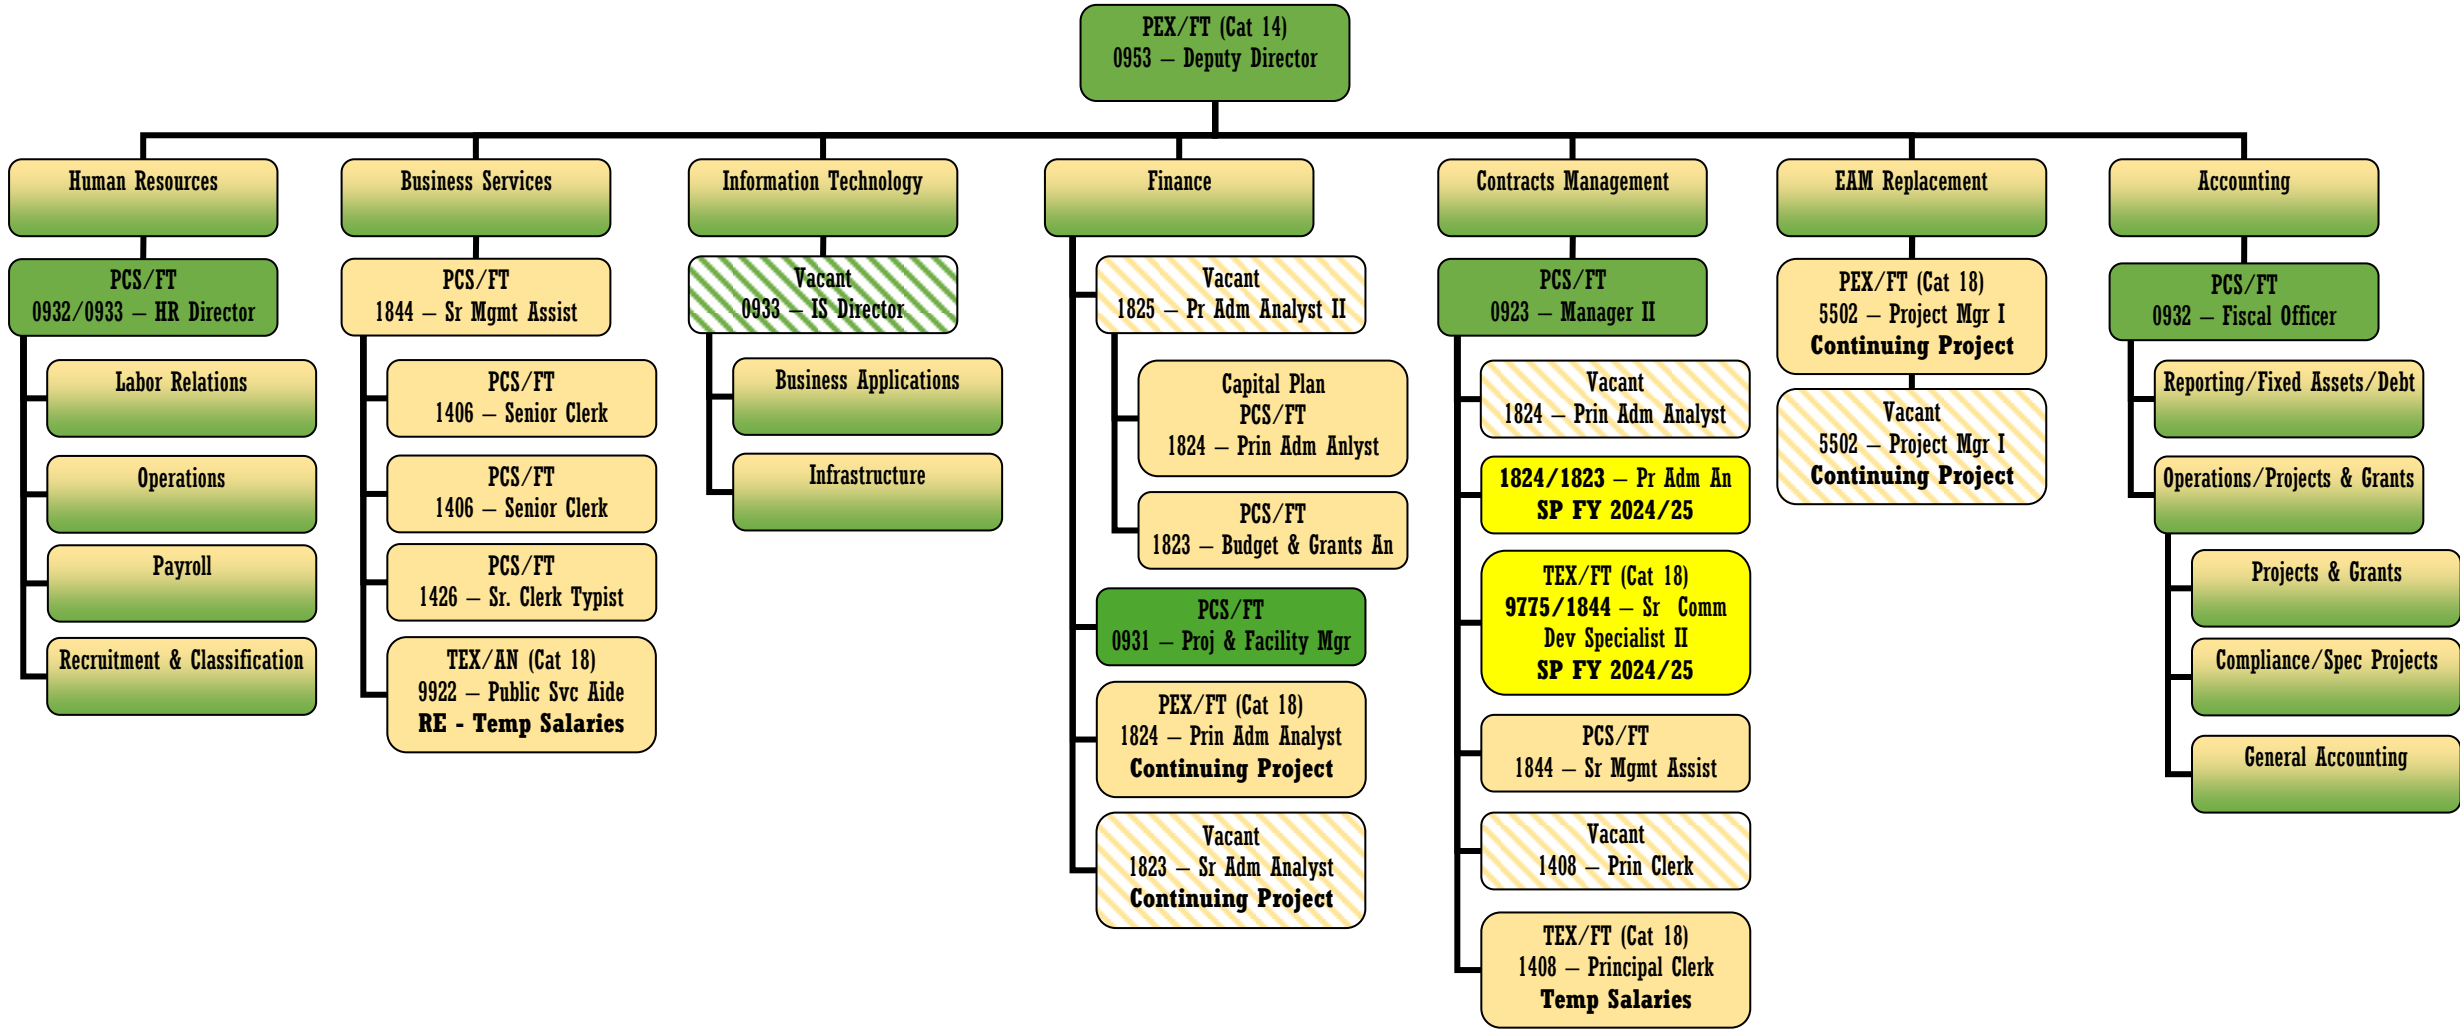 PEX/FT (Cat 14)
0953 – Deputy Director
Human Resources
PCS/FT
0932/0933 – HR Director
Labor Relations
Operations
Payroll
Recruitment & Classification
Business Services
PCS/FT
1844 – Sr Mgmt Assist
PCS/FT
1406 – Senior Clerk
PCS/FT
1406 – Senior Clerk
PCS/FT
1426 – Sr. Clerk Typist
TEX/AN (Cat 18)
9922 – Public Svc Aide
RE - Temp Salaries
Information Technology
Vacant
0933 – IS Director
Business Applications
Infrastructure
Finance
Vacant
1825 – Pr Adm Analyst II
Capital Plan
PCS/FT
1824 – Prin Adm Anlyst
PCS/FT
1823 – Budget & Grants An
PCS/FT
0931 – Proj & Facility Mgr
PEX/FT (Cat 18)
1824 – Prin Adm Analyst
Continuing Project
Vacant
1823 – Sr Adm Analyst
Continuing Project
Contracts Management
PCS/FT
0923 – Manager II
Vacant
1824 – Prin Adm Analyst
1824/1823 – Pr Adm An
SP FY 2024/25
TEX/FT (Cat 18)
9775/1844 – Sr Comm
Dev Specialist II
SP FY 2024/25
PCS/FT
1844 – Sr Mgmt Assist
Vacant
1408 – Prin Clerk
TEX/FT (Cat 18)
1408 – Principal Clerk
Temp Salaries
EAM Replacement
PEX/FT (Cat 18)
5502 – Project Mgr I
Continuing Project
Vacant
5502 – Project Mgr I
Continuing Project
Accounting
PCS/FT
0932 – Fiscal Officer
Reporting/Fixed Assets/Debt
Operations/Projects & Grants
Projects & Grants
Compliance/Spec Projects
General Accounting